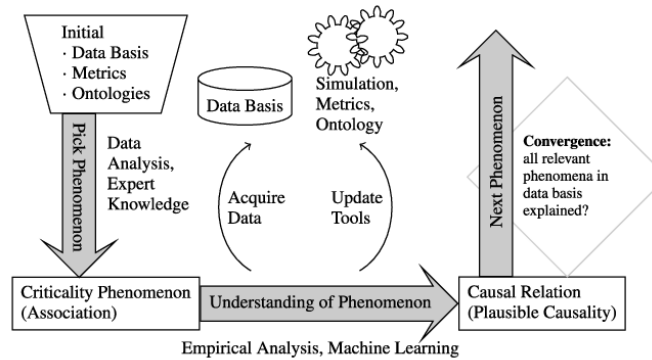 Initial
· Data Basis
· Metrics
· Ontologies
Pick Phenomenon
Data
Analysis,
Expert
Knowledge
Data Basis
Simulation,
Metrics,
Ontology
Acquire
Data
Update
Tools
Next Phenomenon
Convergence:
all relevant
phenomena in
data basis
explained?
Criticality Phenomenon
(Association)
Understanding of Phenomenon
Causal Relation
(Plausible Causality)
Empirical Analysis, Machine Learning